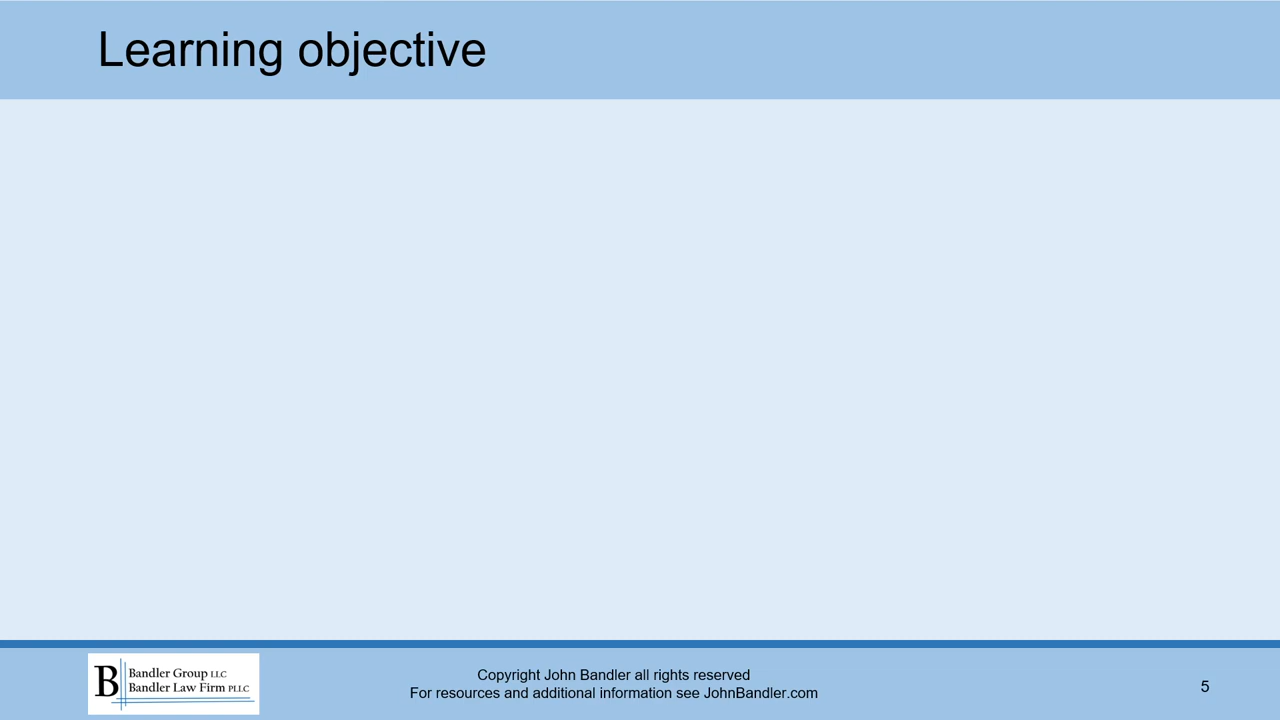 Learning objective
B
Bandler Group LLC
Bandler Law Firm PLLC
Copyright John Bandler all rights reserved
For resources and additional information see JohnBandler.com
5